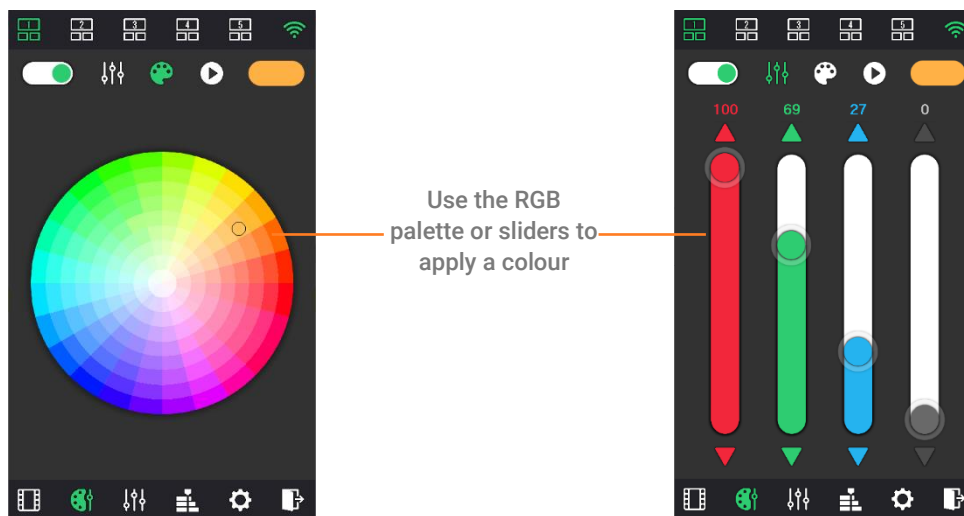 1 2 3 4 5
1 2 3 4 5
100 69 27 0
Use the RGB
palette or sliders to
apply a colour